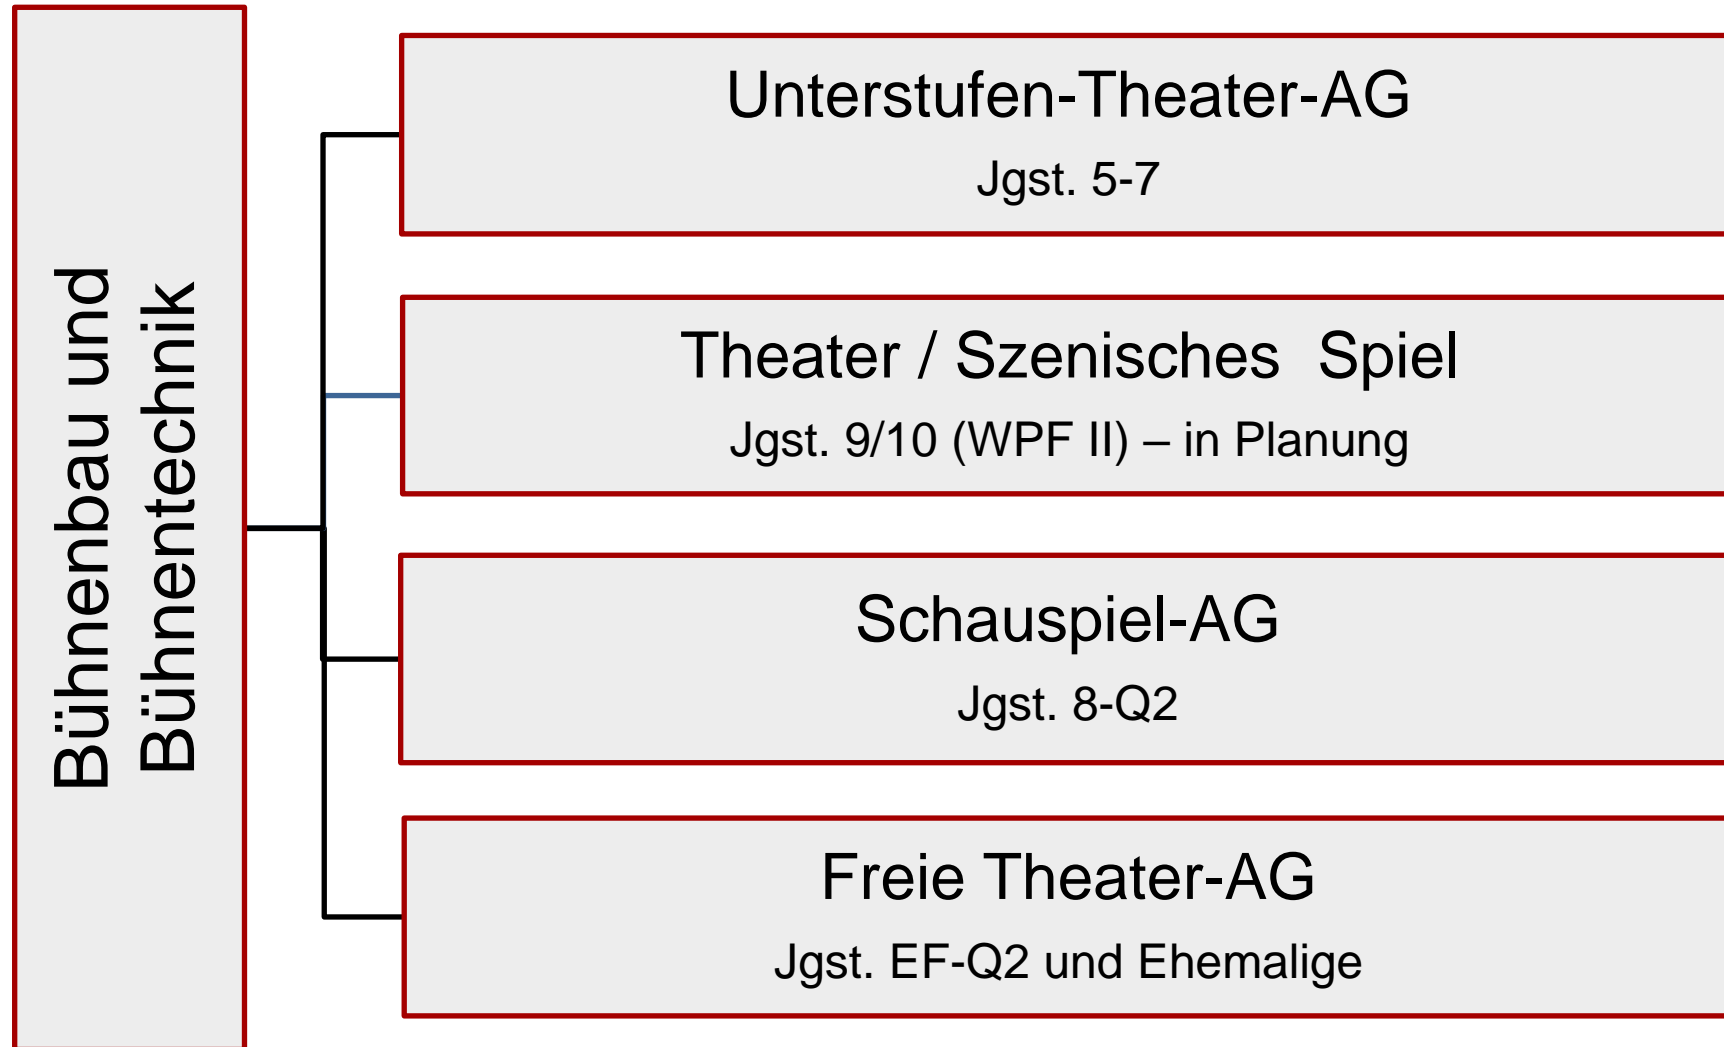 Bühnenbau und
Bühnentechnik
Unterstufen-Theater-AG
Jgst. 5-7
Theater / Szenisches  Spiel
Jgst. 9/10 (WPF II) – in Planung
Schauspiel-AG
Jgst. 8-Q2
Freie Theater-AG
Jgst. EF-Q2 und Ehemalige